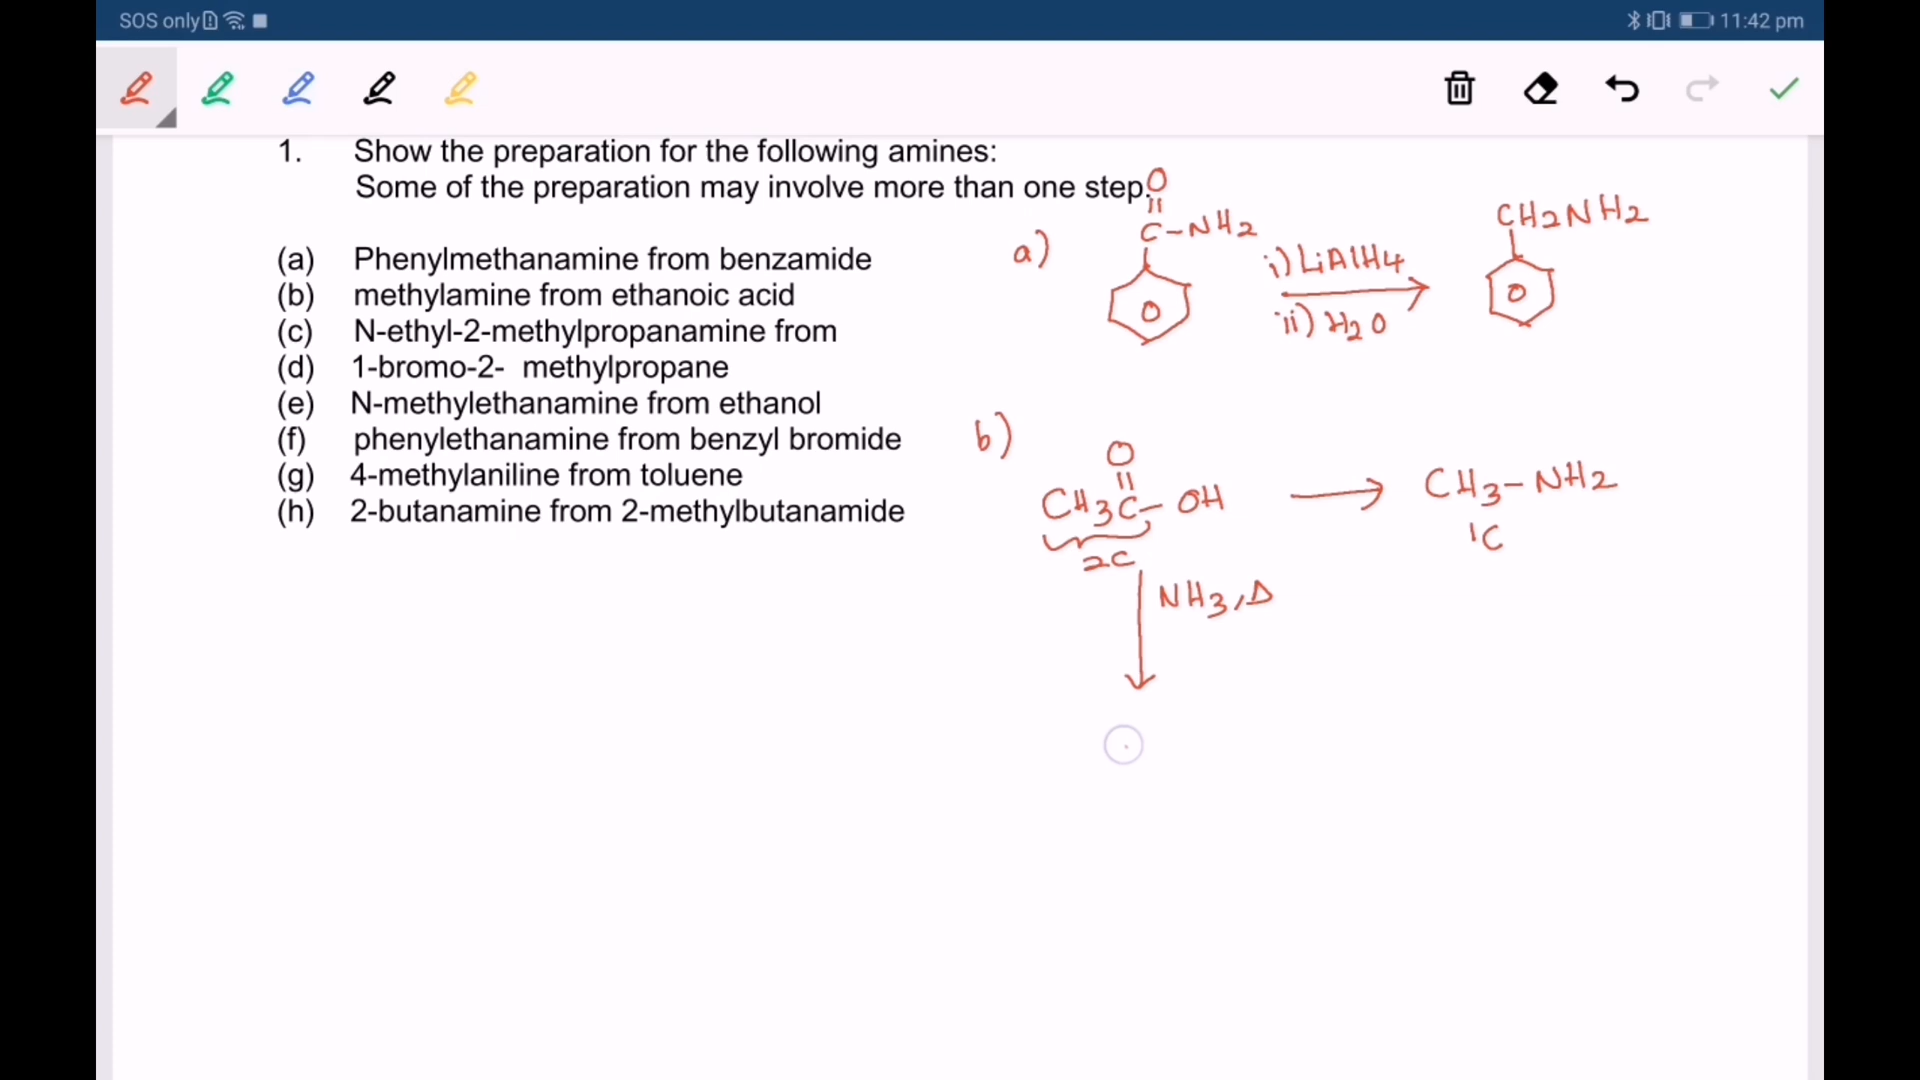 SOS only
11:42 pm
1. Show the preparation for the following amines:
Some of the preparation may involve more than one step.
(a) Phenylmethanamine from benzamide
(b) methylamine from ethanoic acid
(c) N-ethyl-2-methylpropanamine from
(d) 1-bromo-2- methylpropane
(e) N-methylethanamine from ethanol
(f) phenylethanamine from benzyl bromide
(g) 4-methylaniline from toluene
(h) 2-butanamine from 2-methylbutanamide
a)
O
C-NH2
i) LiAlH4
ii) H2O
CH2NH2
b)
O
CH3C-OH → CH3-NH2
2C
1C
NH3, Δ